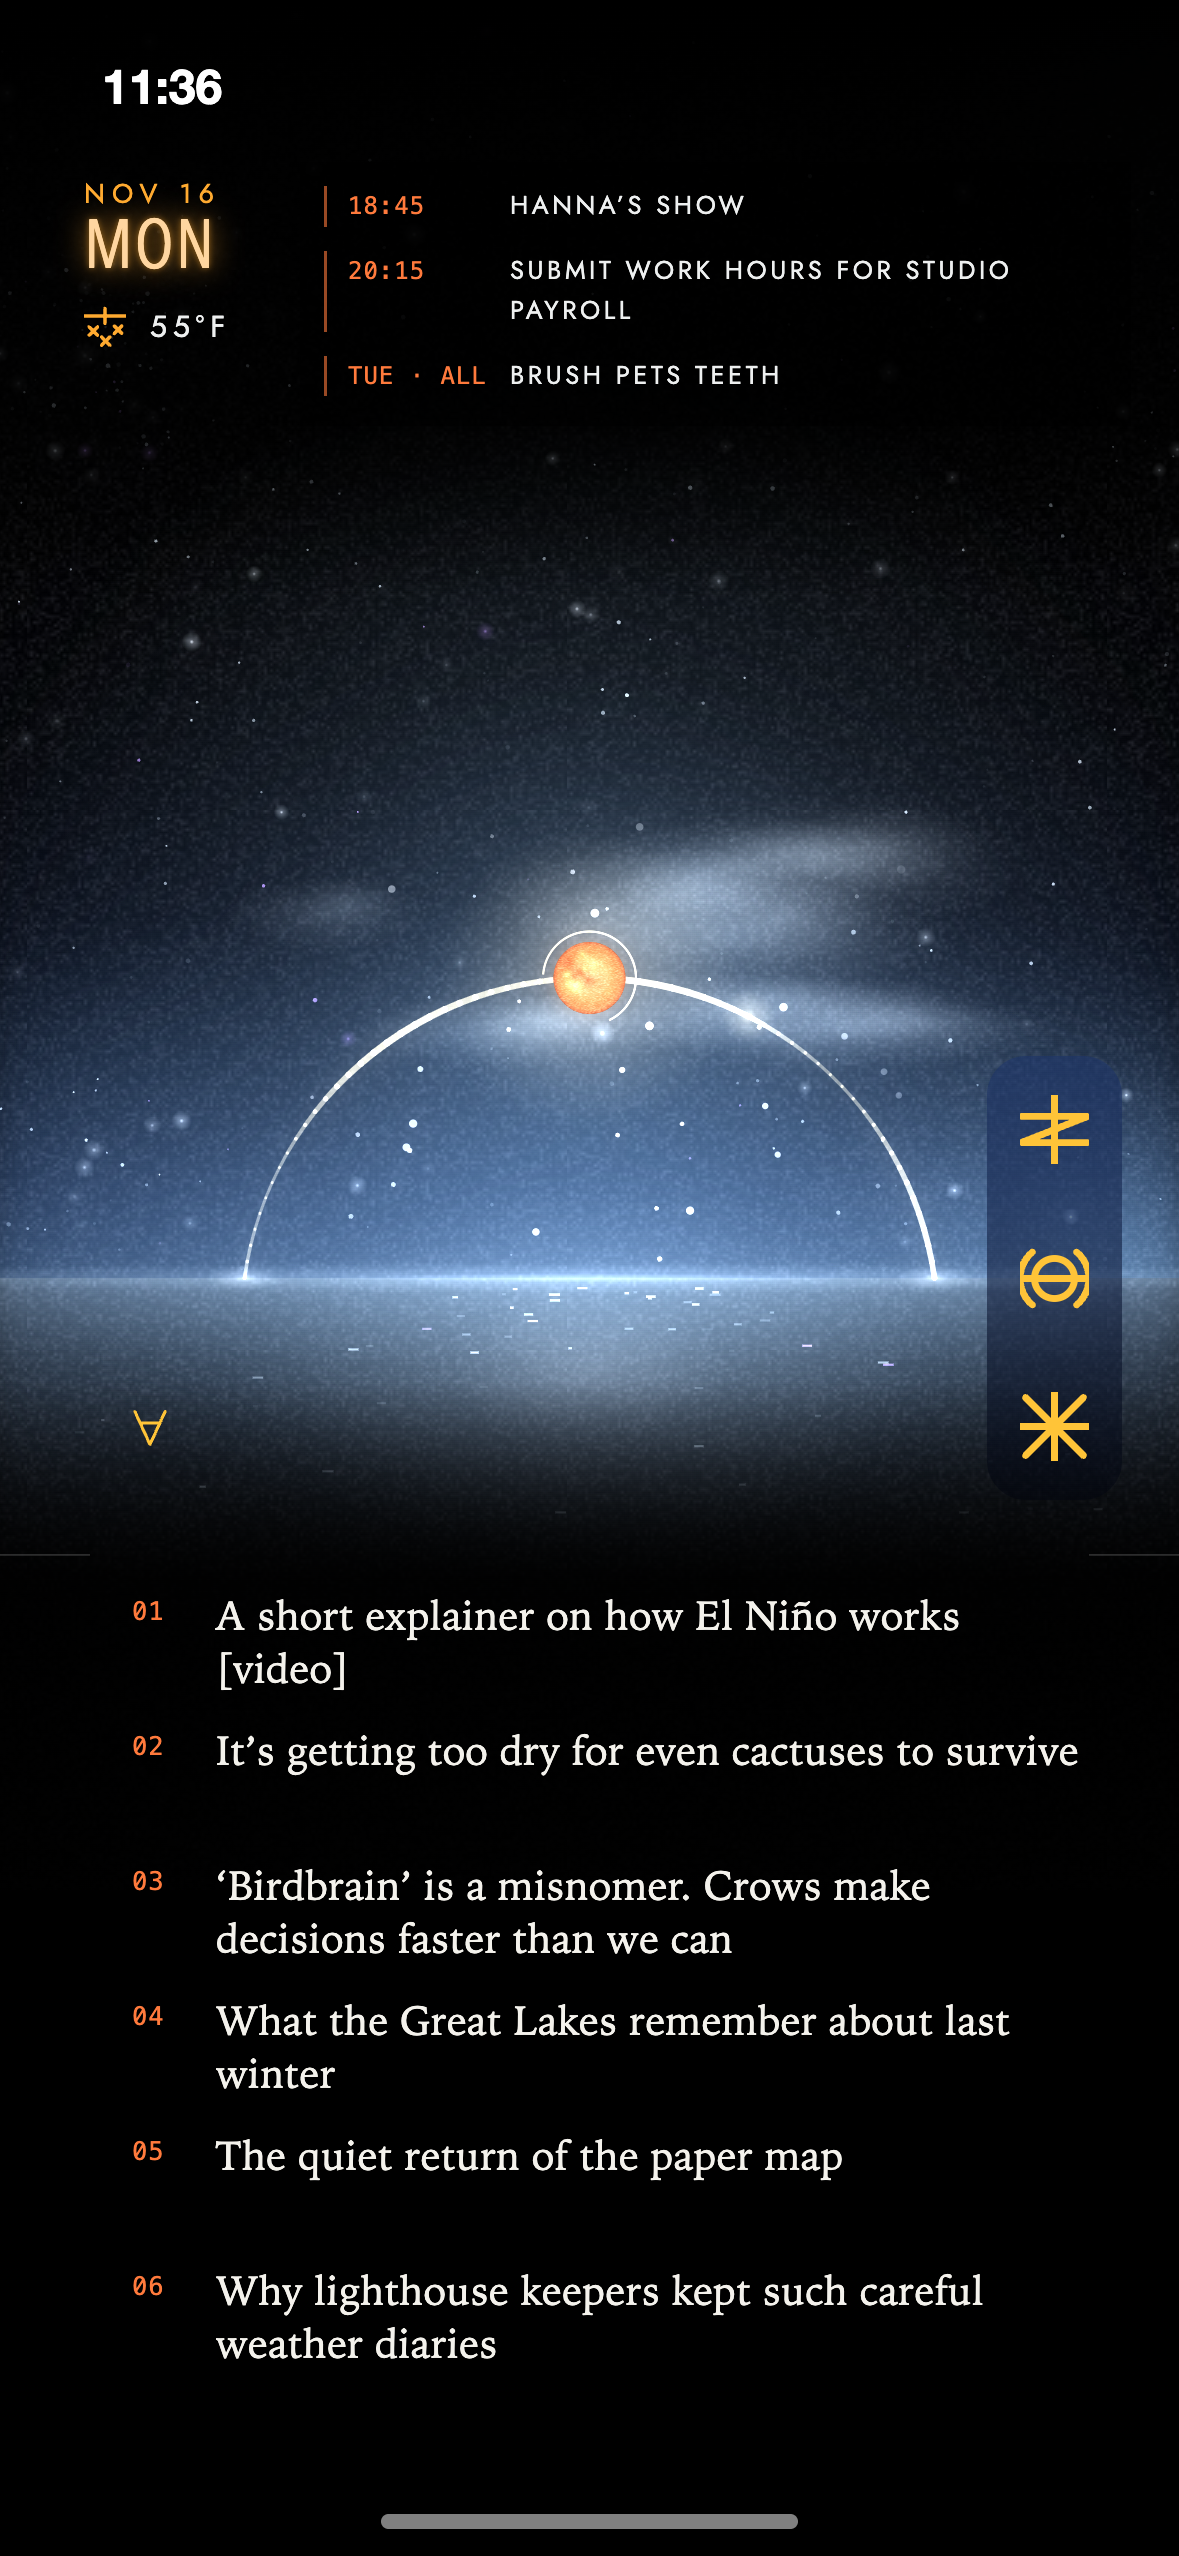 11:36
NOV 16
MON
55°F
18:45 HANNA’S SHOW
20:15 SUBMIT WORK HOURS FOR STUDIO
PAYROLL
TUE · ALL BRUSH PETS TEETH
01 A short explainer on how El Niño works
[video]
02 It’s getting too dry for even cactuses to survive
03 ‘Birdbrain’ is a misnomer. Crows make
decisions faster than we can
04 What the Great Lakes remember about last
winter
05 The quiet return of the paper map
06 Why lighthouse keepers kept such careful
weather diaries